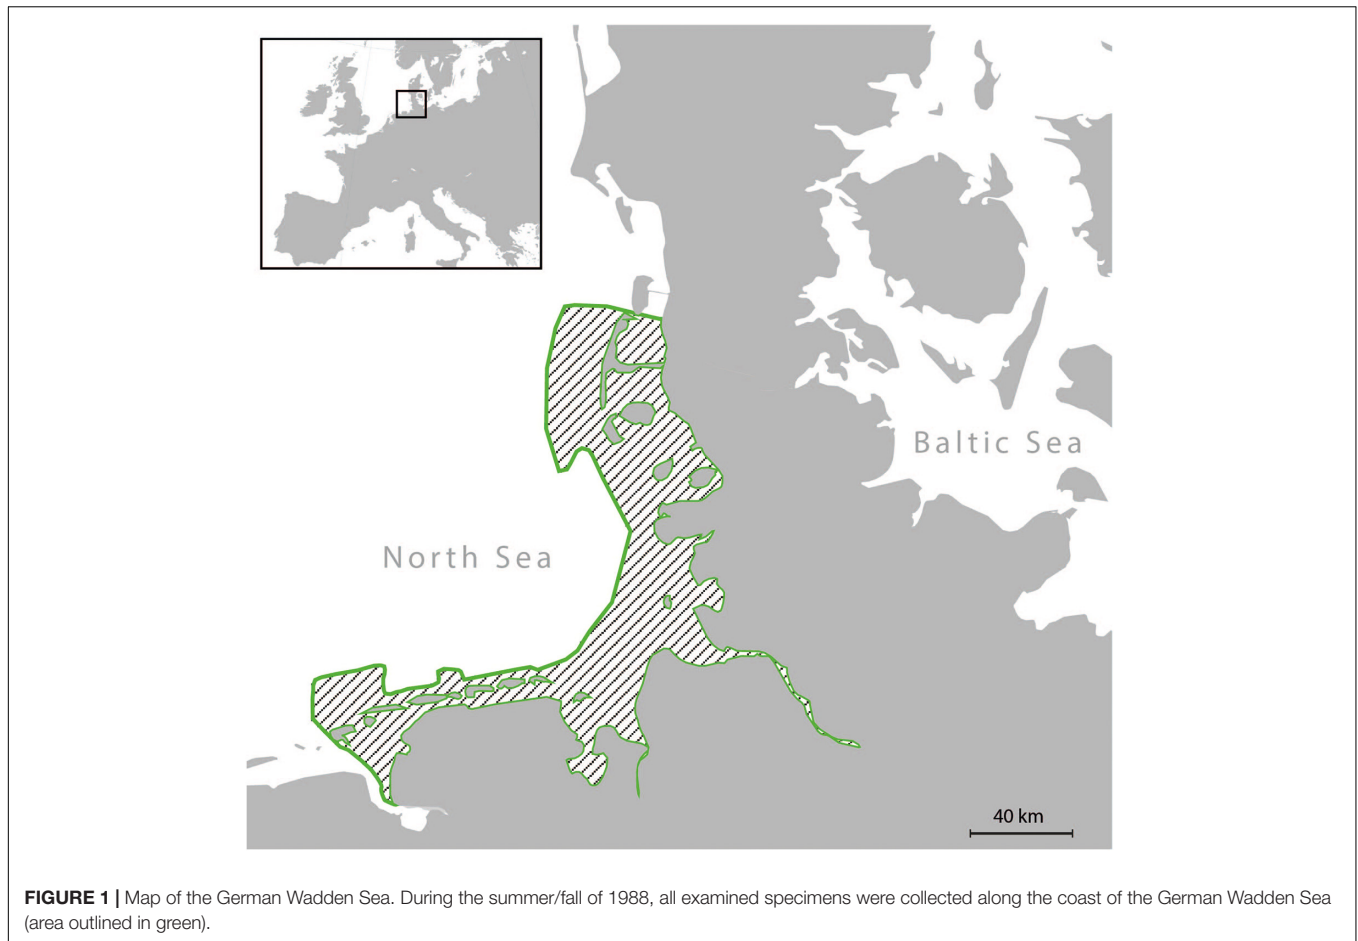 Baltic Sea
North Sea
40 km
FIGURE 1 | Map of the German Wadden Sea. During the summer/fall of 1988, all examined specimens were collected along the coast of the German Wadden Sea
(area outlined in green).